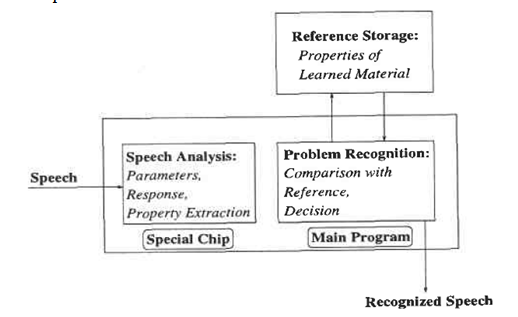 Reference Storage:
Properties of
Learned Material
Speech
Speech Analysis:
Parameters,
Response,
Property Extraction
Special Chip
Problem Recognition:
Comparison with
Reference,
Decision
Main Program
Recognized Speech